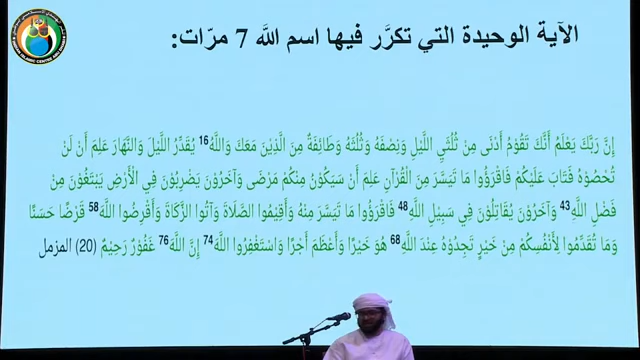 الآية الوحيدة التي تكرَّر فيها اسم الله 7 مرّات:
إِنَّ رَبَّكَ يَعْلَمُ أَنَّكَ تَقُومُ أَدْنَى مِنْ ثُلُثَيِ اللَّيْلِ وَنِصْفَهُ وَثُلُثَهُ وَطَائِفَةٌ مِنَ الَّذِينَ مَعَكَ وَاللَّهُ16 يُقَدِّرُ اللَّيْلَ وَالنَّهَارَ عَلِمَ أَنْ لَنْ
تُحْصُوهُ فَتَابَ عَلَيْكُمْ فَاقْرَؤُوا مَا تَيَسَّرَ مِنَ الْقُرْآنِ عَلِمَ أَنْ سَيَكُونُ مِنْكُمْ مَرْضَى وَآخَرُونَ يَضْرِبُونَ فِي الْأَرْضِ يَبْتَغُونَ مِنْ
فَضْلِ اللَّهِ43 وَآخَرُونَ يُقَاتِلُونَ فِي سَبِيلِ اللَّهِ48 فَاقْرَؤُوا مَا تَيَسَّرَ مِنْهُ وَأَقِيمُوا الصَّلَاةَ وَآتُوا الزَّكَاةَ وَأَقْرِضُوا اللَّهَ58 قَرْضًا حَسَنًا
وَمَا تُقَدِّمُوا لِأَنْفُسِكُمْ مِنْ خَيْرٍ تَجِدُوهُ عِنْدَ اللَّهِ68 هُوَ خَيْرًا وَأَعْظَمَ أَجْرًا وَاسْتَغْفِرُوا اللَّهَ74 إِنَّ اللَّهَ76 غَفُورٌ رَحِيمٌ (20) المزمل